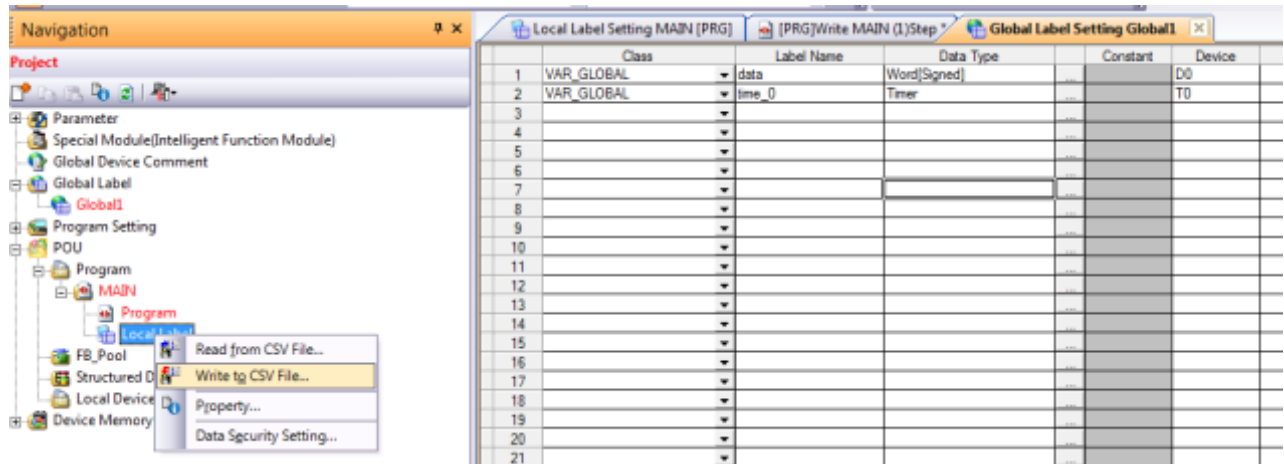 Navigation
Project
Parameter
Special Module(Intelligent Function Module)
Global Device Comment
Global Label
Global1
Program Setting
POU
Program
MAIN
Program
Local Label
FB_Pool
Structured D
Local Device
Device Memory
Read from CSV File...
Write to CSV File...
Property...
Data Security Setting...
Local Label Setting MAIN [PRG]
[PRG]Write MAIN (1)Step *
Global Label Setting Global1
Class Label Name Data Type Constant Device
1 VAR_GLOBAL data Word[Signed] ... D0
2 VAR_GLOBAL time_0 Timer ... T0
3 ...
4 ...
5 ...
6 ...
7 ...
8 ...
9 ...
10 ...
11 ...
12 ...
13 ...
14 ...
15 ...
16 ...
17 ...
18 ...
19 ...
20 ...
21